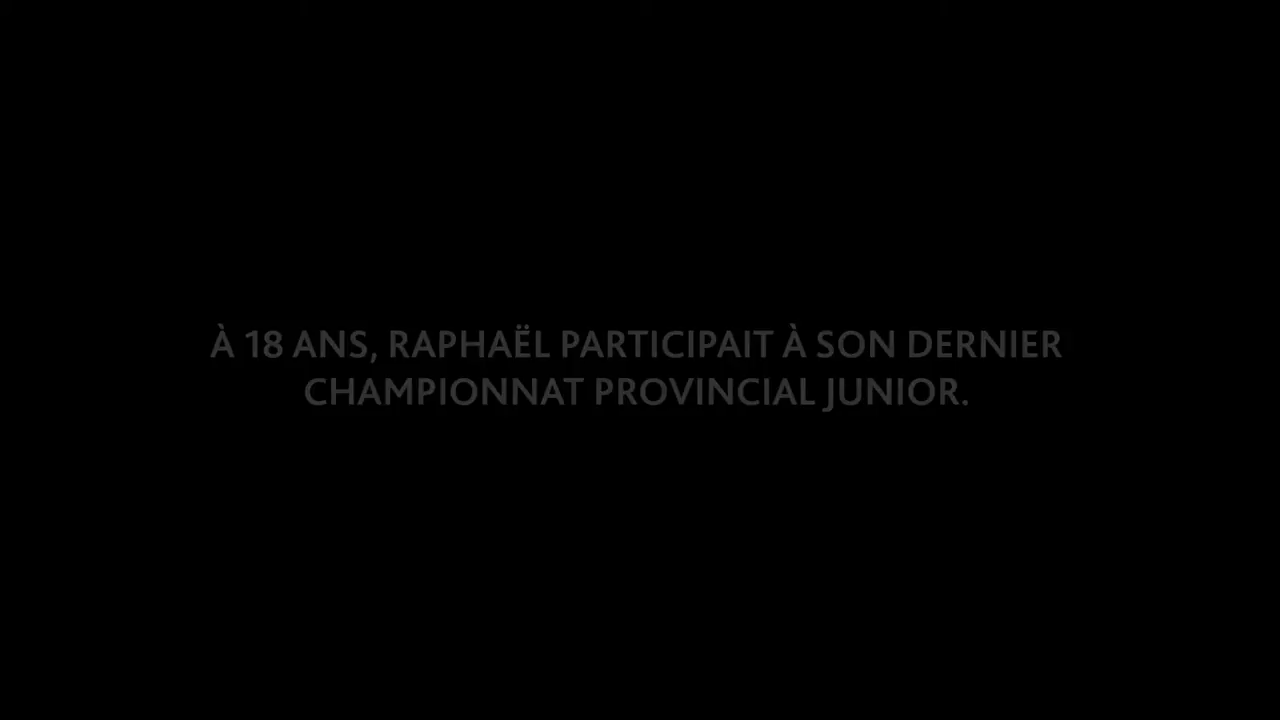 À 18 ANS, RAPHAËL PARTICIPAIT À SON DERNIER
CHAMPIONNAT PROVINCIAL JUNIOR.